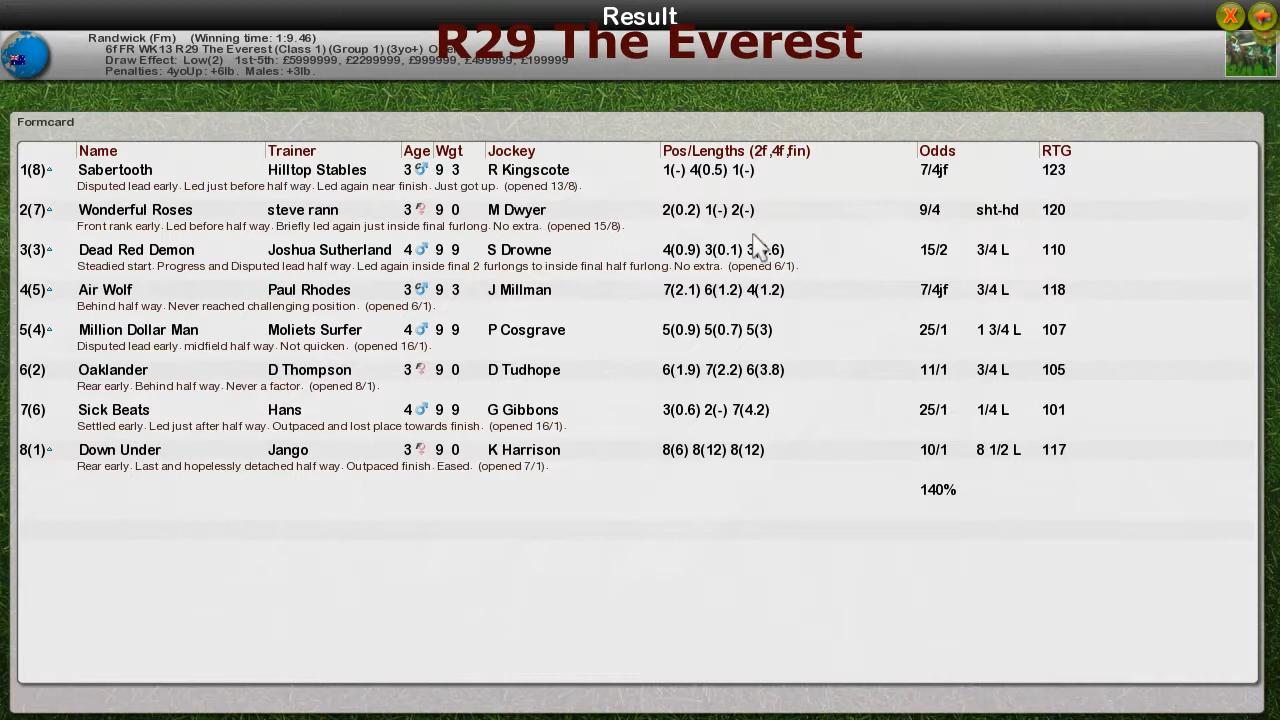 Result
R29 The Everest
Randwick (Fm) (Winning time: 1:9.46)
6f FR WK13 R29 The Everest (Class 1) (Group 1) (3yo+)
Draw Effect: Low(2) 1st-5th: £5999999, £2299999, £999999, £499999, £199999
Penalties: 4yoUp: +6lb. Males: +3lb.
X
Formcard
Name Trainer Age Wgt Jockey Pos/Lengths (2f,4f,fin) Odds RTG
1(8) Sabertooth Hilltop Stables 3 9 3 R Kingscote 1(-) 4(0.5) 1(-) 7/4jf 123
Disputed lead early. Led just before half way. Led again near finish. Just got up. (opened 13/8).
2(7) Wonderful Roses steve rann 3 9 0 M Dwyer 2(0.2) 1(-) 2(-) 9/4 sht-hd 120
Front rank early. Led before half way. Briefly led again just inside final furlong. No extra. (opened 15/8).
3(3) Dead Red Demon Joshua Sutherland 4 9 9 S Drowne 4(0.9) 3(0.1) 15/2 3/4 L 110
Steadied start. Progress and Disputed lead half way. Led again inside final 2 furlongs to inside final half furlong. No extra. (opened 6/1).
4(5) Air Wolf Paul Rhodes 3 9 3 J Millman 7(2.1) 6(1.2) 4(1.2) 7/4jf 3/4 L 118
Behind half way. Never reached challenging position. (opened 6/1).
5(4) Million Dollar Man Moliets Surfer 4 9 9 P Cosgrave 5(0.9) 5(0.7) 5(3) 25/1 1 3/4 L 107
Disputed lead early. midfield half way. Not quicken. (opened 16/1).
6(2) Oaklander D Thompson 3 9 0 D Tudhope 6(1.9) 7(2.2) 6(3.8) 11/1 3/4 L 105
Rear early. Behind half way. Never a factor. (opened 8/1).
7(6) Sick Beats Hans 4 9 9 G Gibbons 3(0.6) 2(-) 7(4.2) 25/1 1/4 L 101
Settled early. Led just after half way. Outpaced and lost place towards finish. (opened 16/1).
8(1) Down Under Jango 3 9 0 K Harrison 8(6) 8(12) 8(12) 10/1 8 1/2 L 117
Rear early. Last and hopelessly detached half way. Outpaced finish. Eased. (opened 7/1).
140%